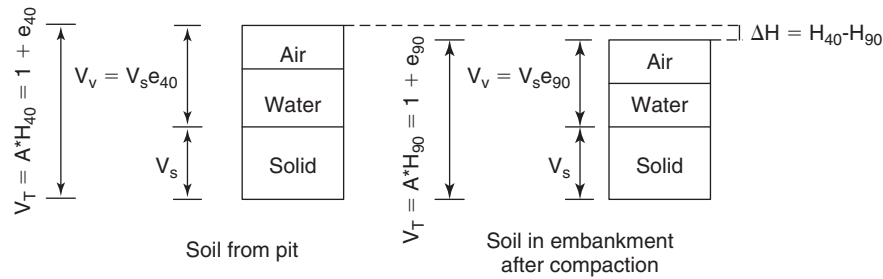 V_T = A*H_40 = 1 + e_40
V_v = V_s e_40
V_s
Air
Water
Solid
Soil from pit
V_T = A*H_90 = 1 + e_90
V_v = V_s e_90
V_s
Air
Water
Solid
Soil in embankment
after compaction
ΔH = H_40-H_90